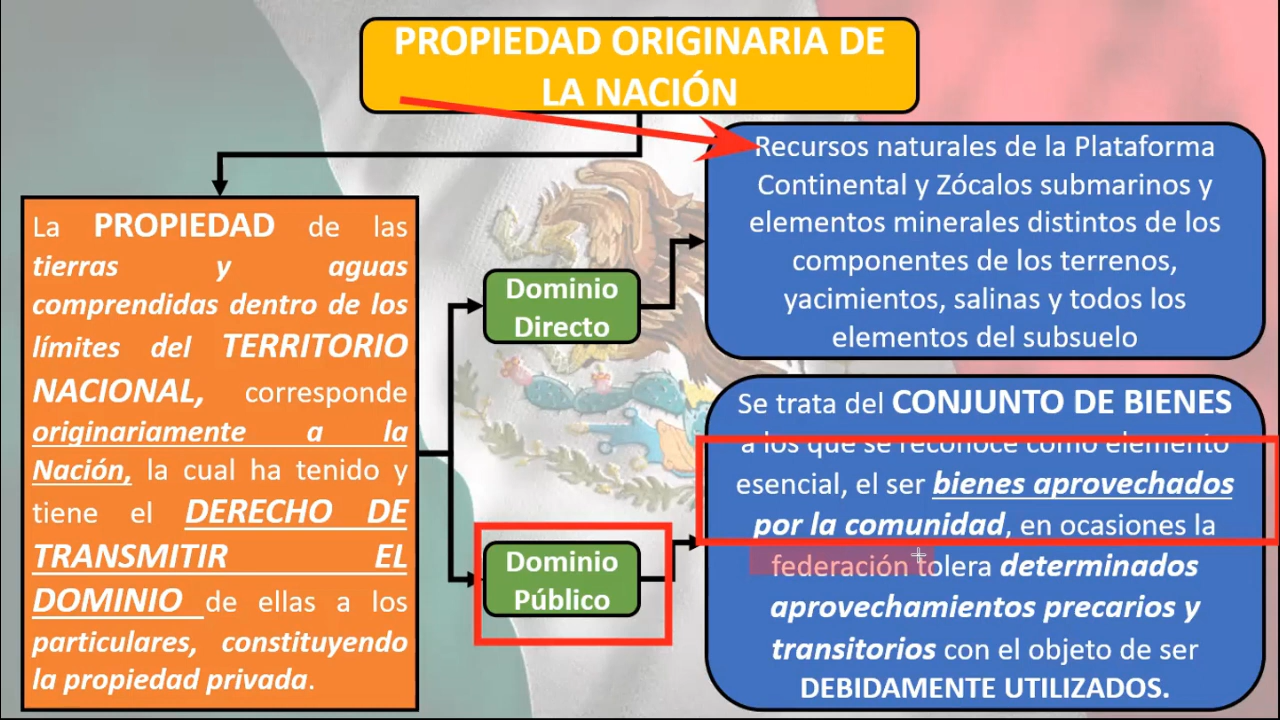 PROPIEDAD ORIGINARIA DE
LA NACIÓN
La PROPIEDAD de las
tierras y aguas
comprendidas dentro de los
límites del TERRITORIO
NACIONAL, corresponde
originariamente a la
Nación, la cual ha tenido y
tiene el DERECHO DE
TRANSMITIR EL
DOMINIO de ellas a los
particulares, constituyendo
la propiedad privada.
Dominio
Directo
Recursos naturales de la Plataforma
Continental y Zócalos submarinos y
elementos minerales distintos de los
componentes de los terrenos,
yacimientos, salinas y todos los
elementos del subsuelo
Dominio
Público
Se trata del CONJUNTO DE BIENES
a los que se reconoce como elemento
esencial, el ser bienes aprovechados
por la comunidad, en ocasiones la
federación tolera determinados
aprovechamientos precarios y
transitorios con el objeto de ser
DEBIDAMENTE UTILIZADOS.